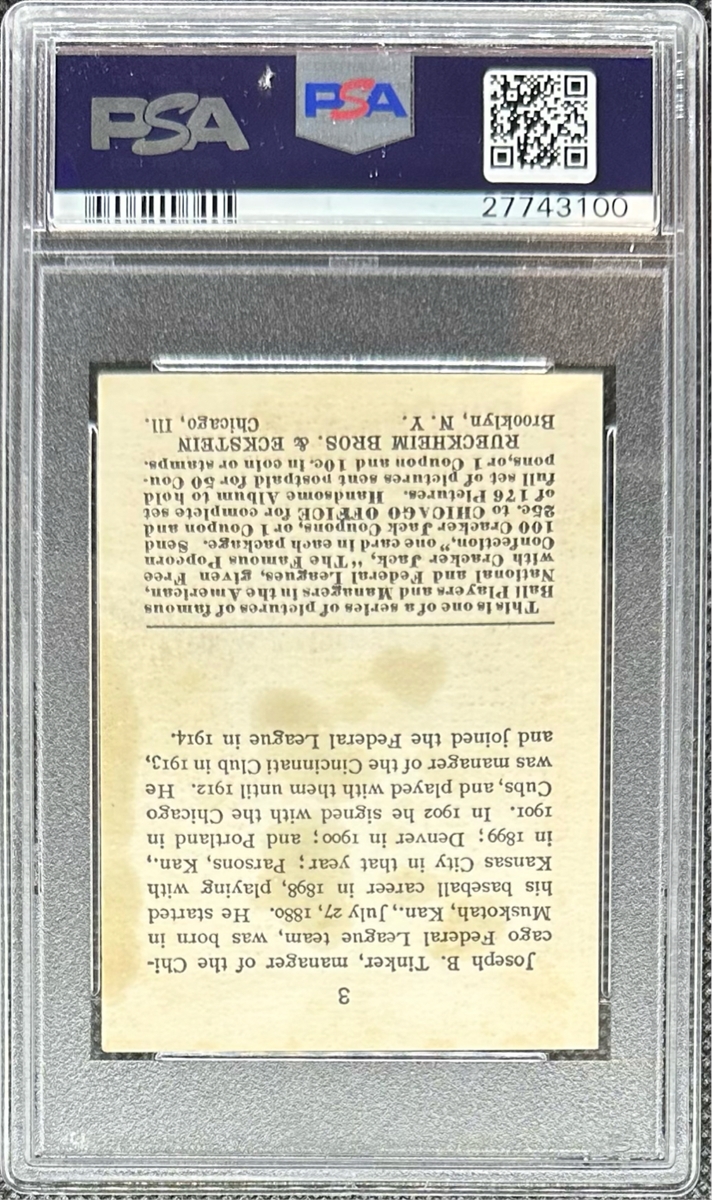 PSA
PSA
27743100
3
Joseph B. Tinker, manager of the Chi-
cago Federal League team, was born in
Muskotah, Kan., July 27, 1880. He started
his baseball career in 1898, playing with
Kansas City in that year; Parsons, Kan.,
in 1899; Denver in 1900; and Portland in
1901. In 1902 he signed with the Chicago
Cubs, and played with them until 1912. He
was manager of the Cincinnati Club in 1913,
and joined the Federal League in 1914.
This is one of a series of pictures of famous
Ball Players and Managers in the American,
National and Federal Leagues, given Free
with Cracker Jack, "The Famous Popcorn
Confection," one card in each package. Send
100 Cracker Jack Coupons, or 1 Coupon and
25c. to CHICAGO OFFICE for complete set
of 176 Pictures. Handsome Album to hold
full set of pictures sent postpaid for 50 Cou-
pons, or 1 Coupon and 10c. in coin or stamps.
RUECKHEIM BROS. & ECKSTEIN
Brooklyn, N. Y. Chicago, Ill.